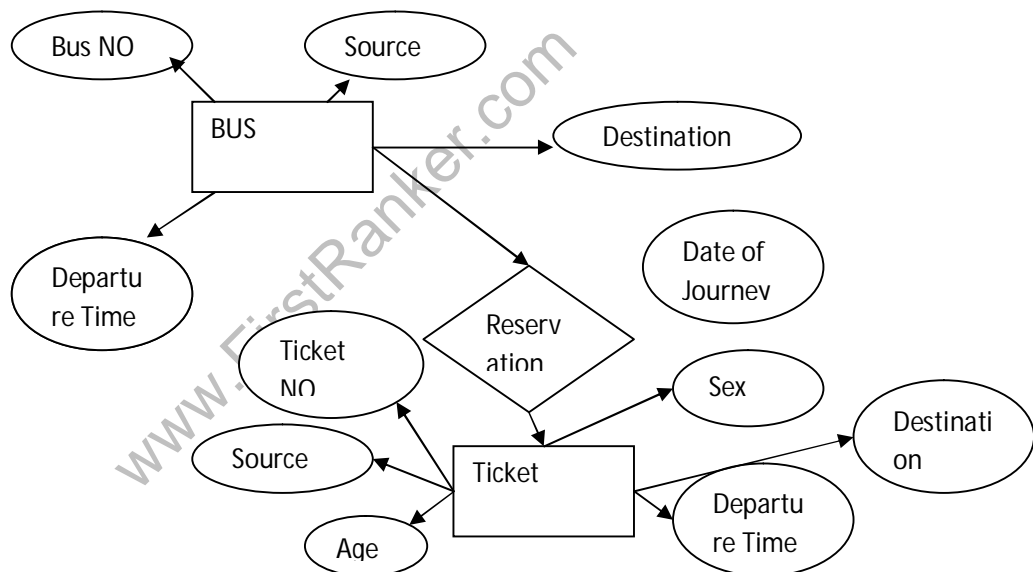 Bus NO
Source
BUS
Destination
Departu
re Time
Date of
Journey
Reserv
ation
Ticket
NO
Sex
Destinati
on
Source
Ticket
Departu
re Time
Age
www.FirstRanker.com